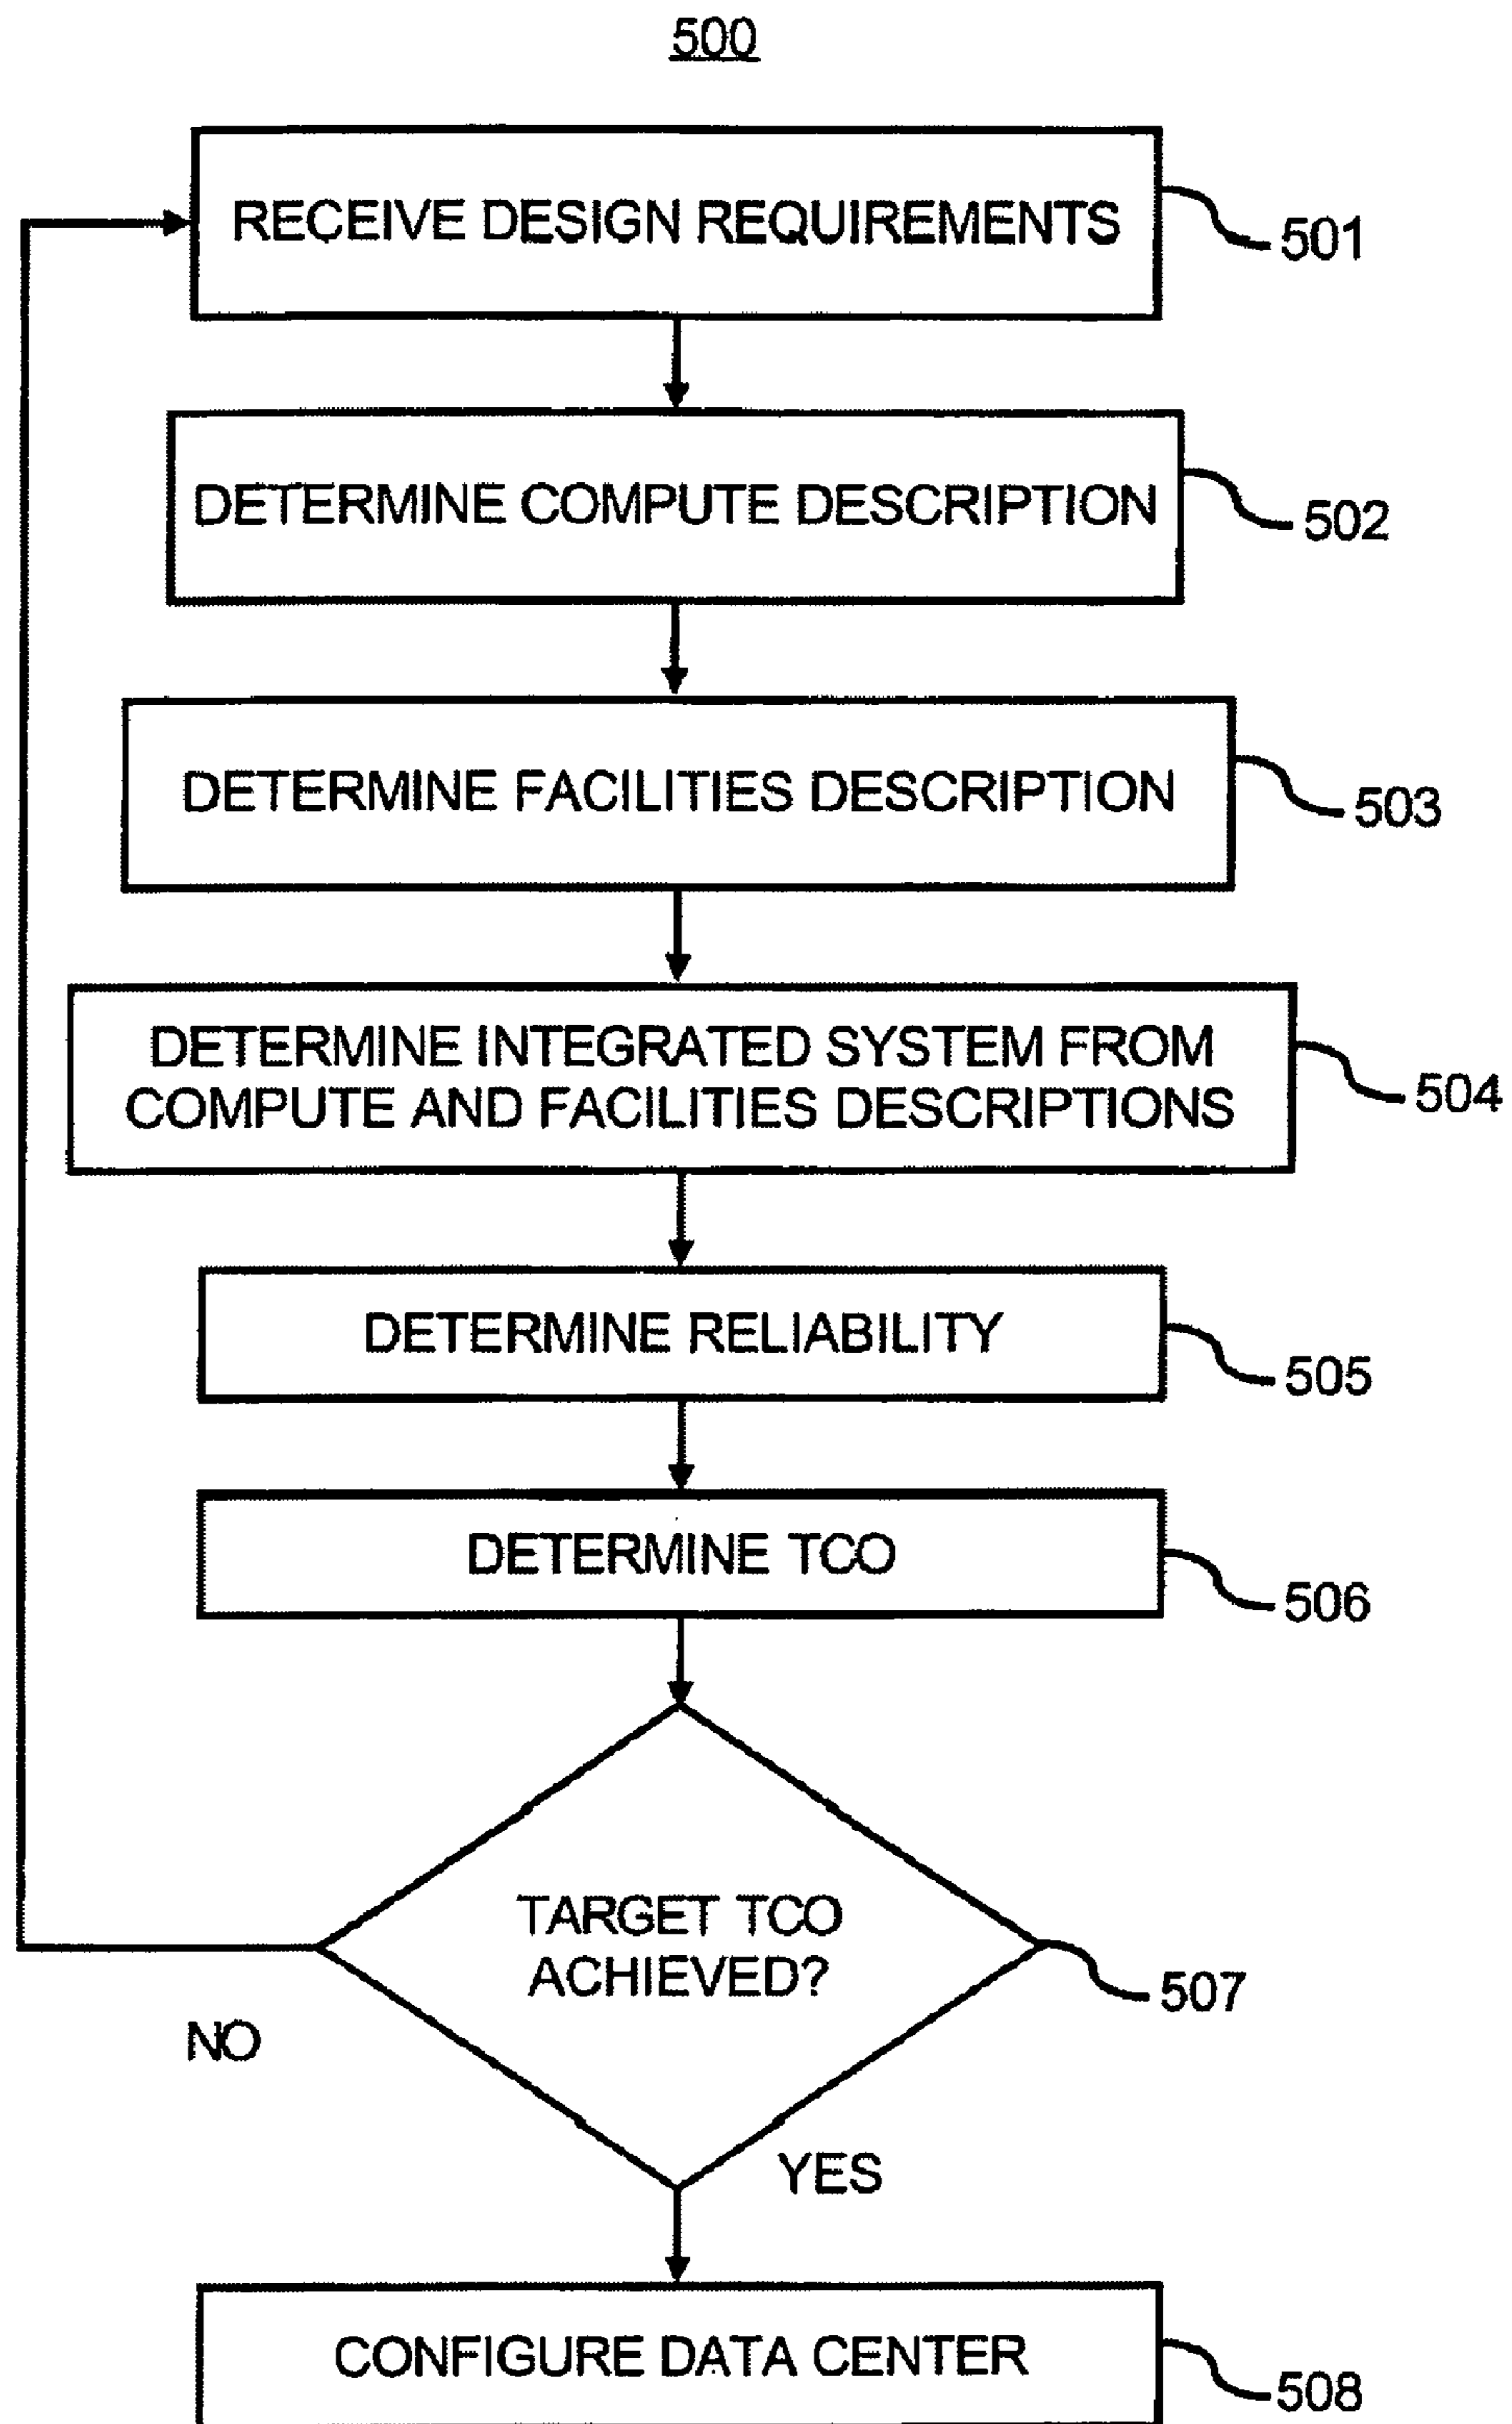 500
RECEIVE DESIGN REQUIREMENTS
501
DETERMINE COMPUTE DESCRIPTION
502
DETERMINE FACILITIES DESCRIPTION
503
DETERMINE INTEGRATED SYSTEM FROM
COMPUTE AND FACILITIES DESCRIPTIONS
504
DETERMINE RELIABILITY
505
DETERMINE TCO
506
TARGET TCO
ACHIEVED?
507
NO
YES
CONFIGURE DATA CENTER
508